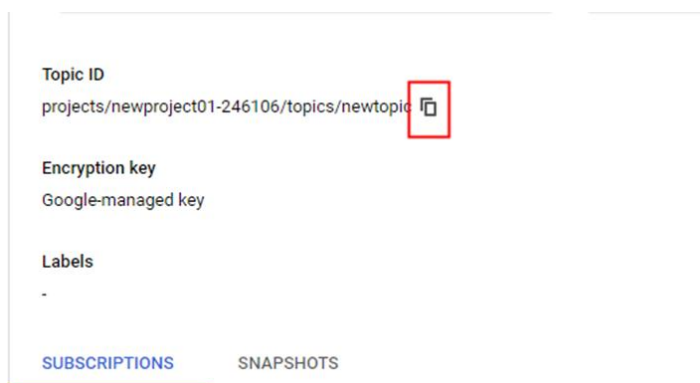 Topic ID
projects/newproject01-246106/topics/newtopic
Encryption key
Google-managed key
Labels
-
SUBSCRIPTIONS SNAPSHOTS